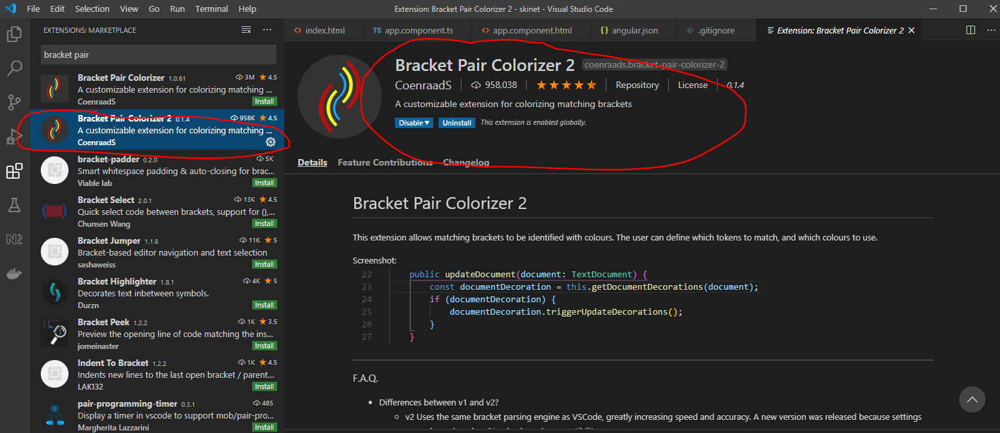 File Edit Selection View Go Run Terminal Help
Extension: Bracket Pair Colorizer 2 - skinet - Visual Studio Code
EXTENSIONS: MARKETPLACE
bracket pair
Bracket Pair Colorizer 1.0.61 3M 4.5
A customizable extension for colorizing matching ...
CoenraadS Install
Bracket Pair Colorizer 2 0.1.4 958K 4.5
A customizable extension for colorizing matching ...
CoenraadS
bracket-padder 0.2.0 5K
Smart whitespace padding & auto-closing for brac...
Viable lab Install
Bracket Select 2.0.1 13K 4.5
Quick select code between brackets, support for (),...
Chunsen Wang Install
Bracket Jumper 1.1.8 11K 5
Bracket-based editor navigation and text selection
sashaweiss Install
Bracket Highlighter 1.8.1 4K 5
Decorates text inbetween symbols.
Durzn Install
Bracket Peek 1.2.2 1K 3.5
Preview the opening line of code matching the ins...
jomeinaster Install
Indent To Bracket 1.2.2 1K 4.5
Indents new lines to the last open bracket / parent...
LAK132 Install
pair-programming-timer 0.3.1 485
Display a timer in vscode to support mob/pair-pro...
Margherita Lazzarini Install
index.html TS app.component.ts app.component.html {} angular.json .gitignore Extension: Bracket Pair Colorizer 2
Bracket Pair Colorizer 2 coenraads.bracket-pair-colorizer-2
CoenraadS 958,038 Repository License 0.1.4
A customizable extension for colorizing matching brackets
Disable Uninstall This extension is enabled globally.
Details Feature Contributions Changelog
Bracket Pair Colorizer 2
This extension allows matching brackets to be identified with colours. The user can define which tokens to match, and which colours to use.
Screenshot:
22 public updateDocument(document: TextDocument) {
23 const documentDecoration = this.getDocumentDecorations(document);
24 if (documentDecoration) {
25 documentDecoration.triggerUpdateDecorations();
26 }
27 }
F.A.Q.
• Differences between v1 and v2?
◦ v2 Uses the same bracket parsing engine as VSCode, greatly increasing speed and accuracy. A new version was released because settings